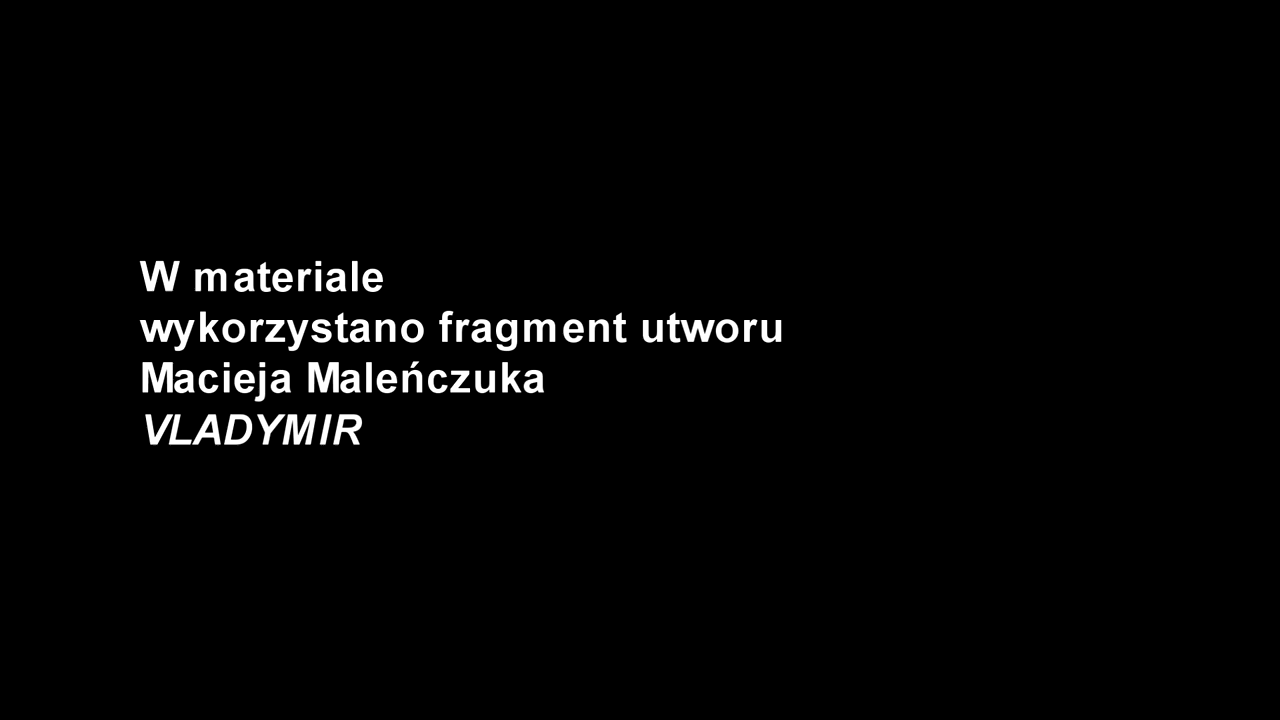 W materiale
wykorzystano fragment utworu
Macieja Maleńczuka
VLADYMIR